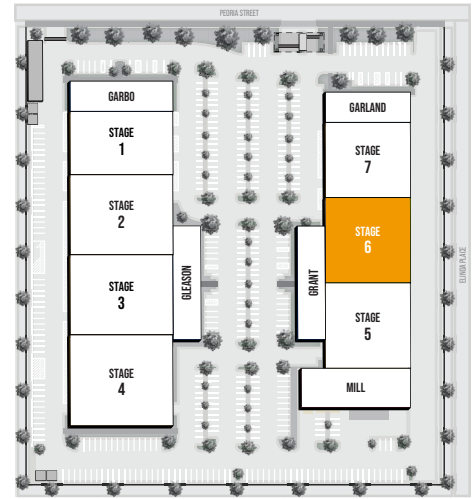 PEORIA STREET
GARBO
STAGE
1
STAGE
2
STAGE
3
STAGE
4
GLEASON
GARLAND
STAGE
7
STAGE
6
STAGE
5
GRANT
MILL
ELINDA PLACE